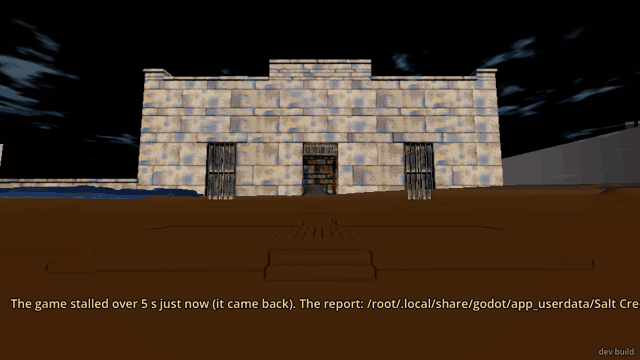 The game stalled over 5 s just now (it came back). The report: /root/.local/share/godot/app_userdata/Salt Cre
dev build